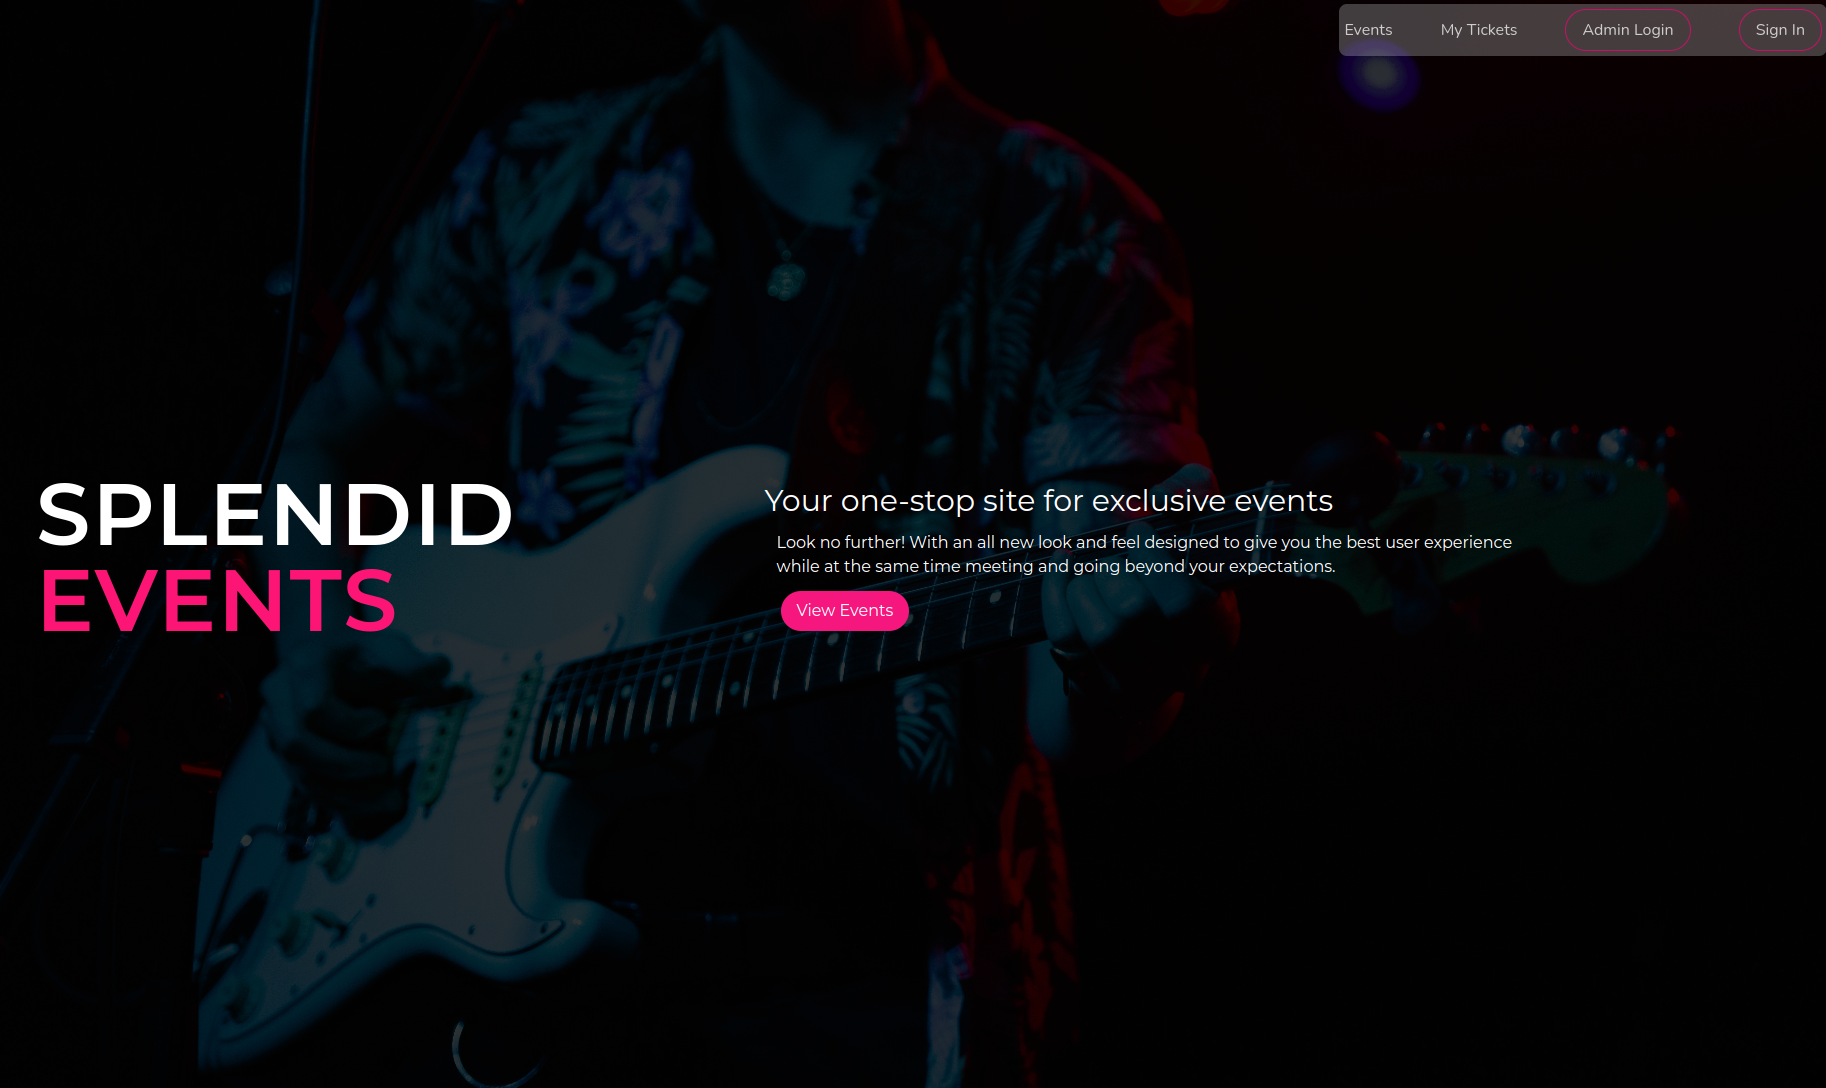 Events
My Tickets
Admin Login
Sign In
SPLENDID
EVENTS
Your one-stop site for exclusive events
Look no further! With an all new look and feel designed to give you the best user experience
while at the same time meeting and going beyond your expectations.
View Events